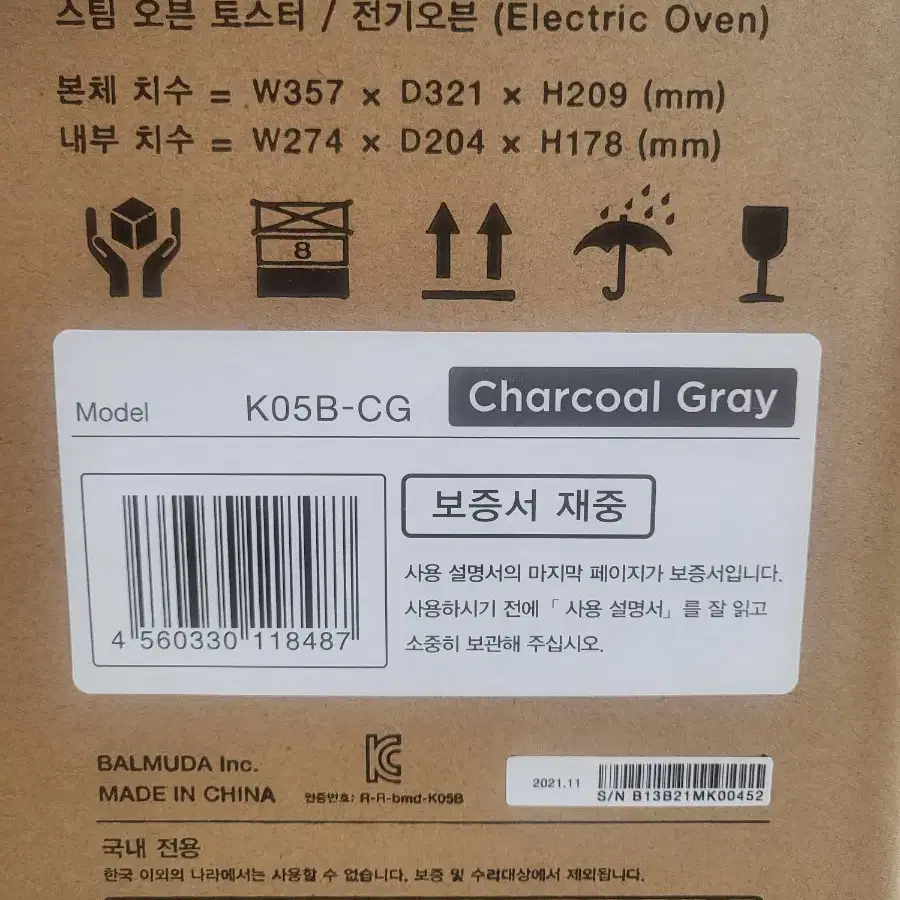 스팀 오븐 토스터 / 전기오븐 (Electric Oven)
본체 치수 = W357 × D321 × H209 (mm)
내부 치수 = W274 × D204 × H178 (mm)
8
Model K05B-CG Charcoal Gray
보증서 재중
사용 설명서의 마지막 페이지가 보증서입니다.
사용하시기 전에「 사용 설명서」를 잘 읽고
소중히 보관해 주십시오.
4 560330 118487
BALMUDA Inc.
MADE IN CHINA
인증번호: R-R-bmd-K05B
2021.11
S/N B13B21MK00452
국내 전용
한국 이외의 나라에서는 사용할 수 없습니다. 보증 및 수리대상에서 제외됩니다.